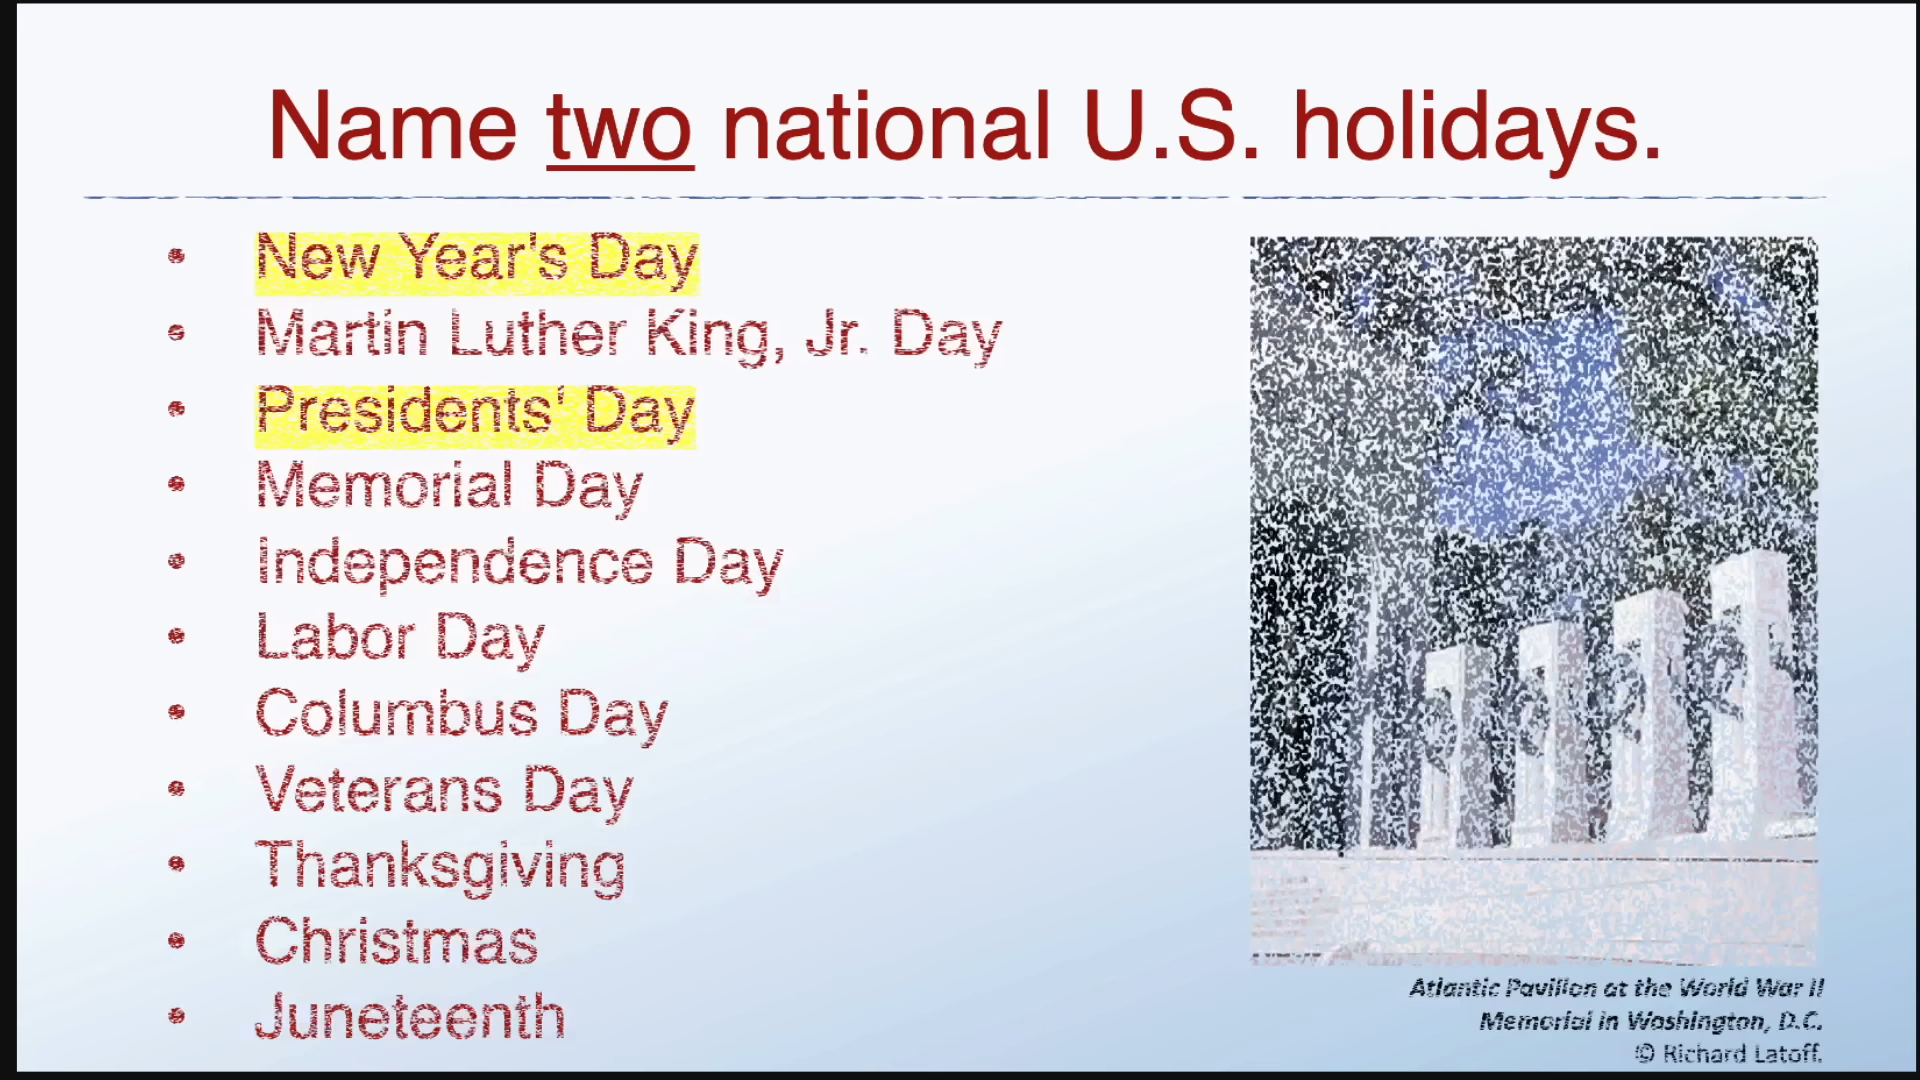 Name two national U.S. holidays.
• New Year's Day
• Martin Luther King, Jr. Day
• Presidents' Day
• Memorial Day
• Independence Day
• Labor Day
• Columbus Day
• Veterans Day
• Thanksgiving
• Christmas
• Juneteenth
Atlantic Pavilion at the World War II
Memorial in Washington, D.C.
© Richard Latoff.